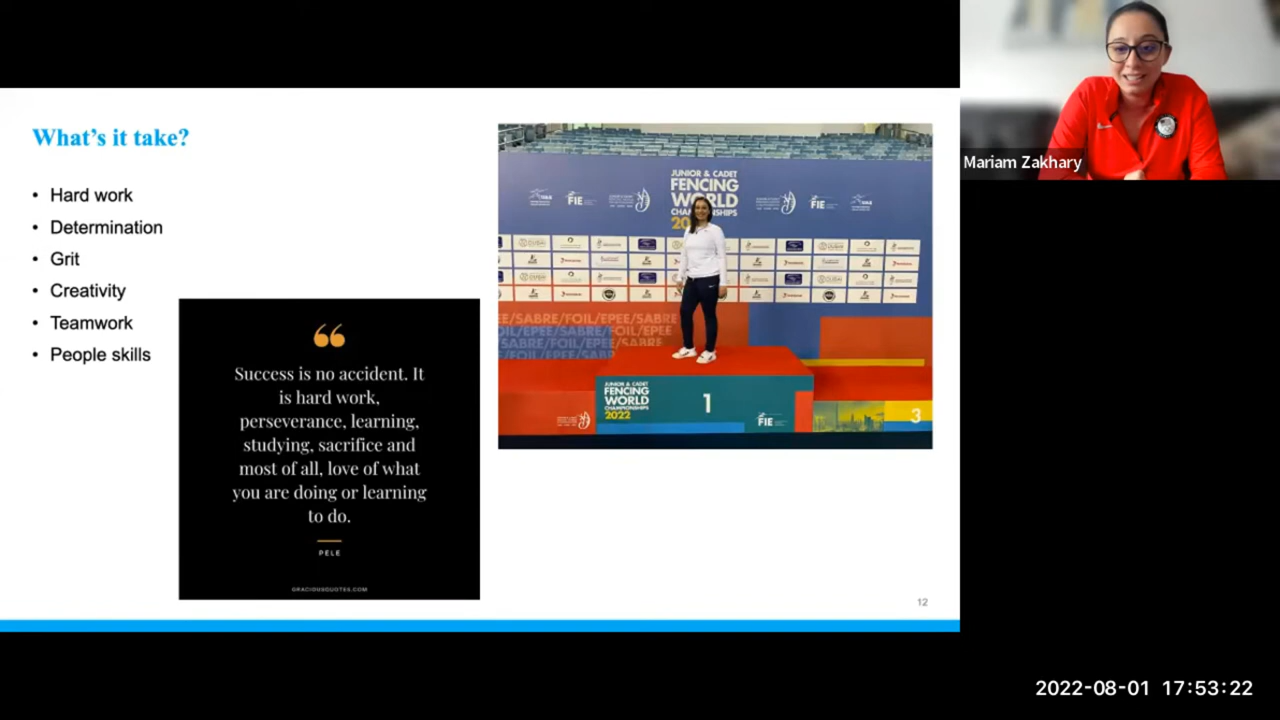 What's it take?
• Hard work
• Determination
• Grit
• Creativity
• Teamwork
• People skills
Success is no accident. It
is hard work,
perseverance, learning,
studying, sacrifice and
most of all, love of what
you are doing or learning
to do.
PELE
GRACIOUSQUOTES.COM
JUNIOR & CADET
FENCING
WORLD
FIE
FIE
EPEE/SABRE/FOIL/EPEE/SABRE
JUNIOR & CADET
FENCING
WORLD
CHAMPIONSHIPS
2022
1
FIE
3
12
Mariam Zakhary
2022-08-01 17:53:22